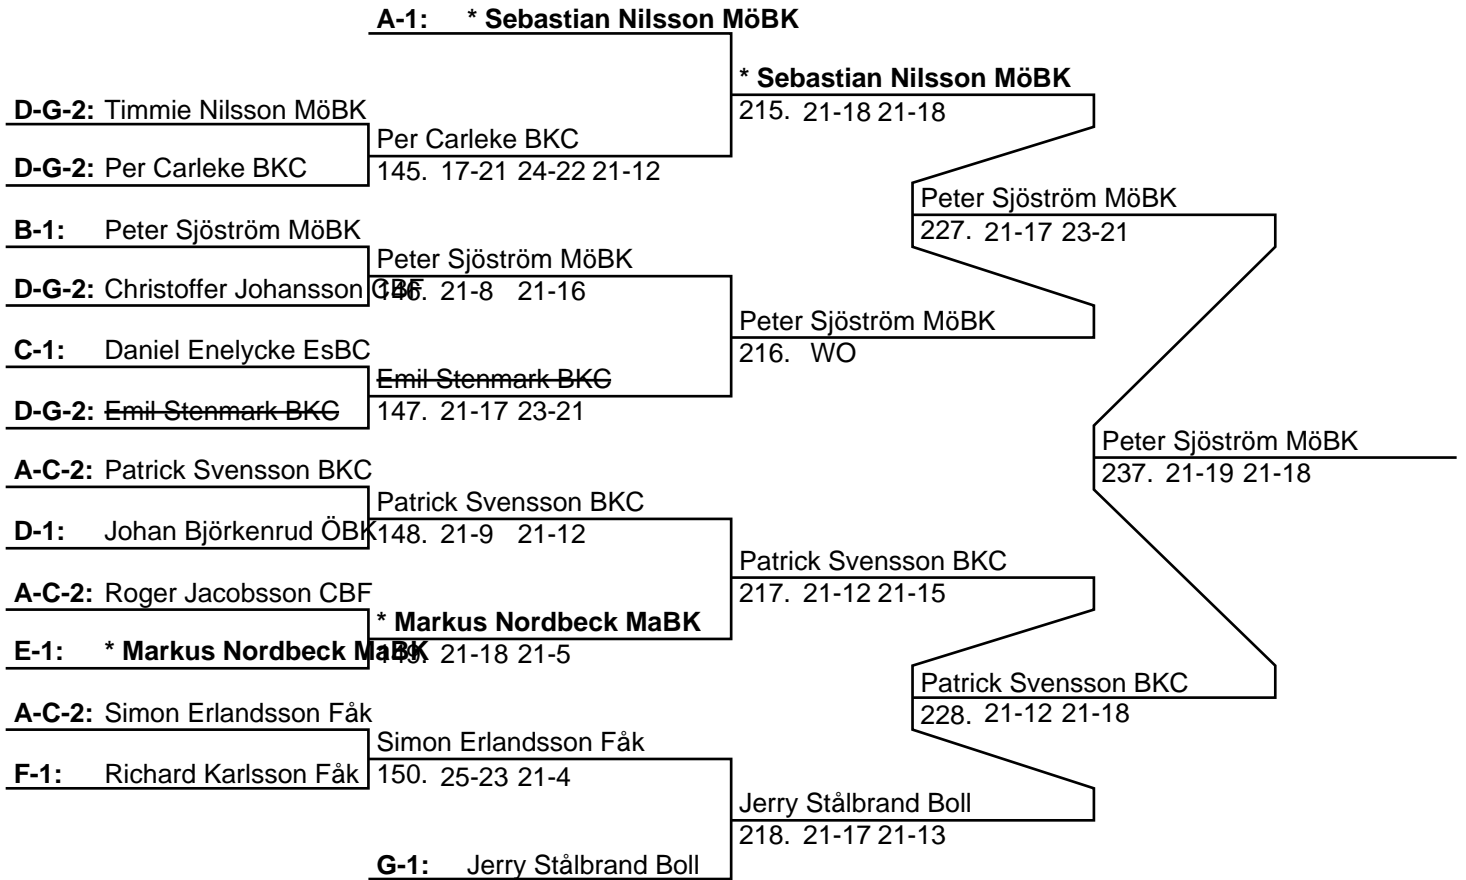 A-1: * Sebastian Nilsson MöBK
* Sebastian Nilsson MöBK
D-G-2: Timmie Nilsson MöBK
215. 21-18 21-18
Per Carleke BKC
D-G-2: Per Carleke BKC
145. 17-21 24-22 21-12
Peter Sjöström MöBK
B-1: Peter Sjöström MöBK
227. 21-17 23-21
Peter Sjöström MöBK
D-G-2: Christoffer Johansson CBF
146. 21-8 21-16
Peter Sjöström MöBK
C-1: Daniel Enelycke EsBC
216. WO
Emil Stenmark BKC
D-G-2: Emil Stenmark BKC
147. 21-17 23-21
Peter Sjöström MöBK
A-C-2: Patrick Svensson BKC
237. 21-19 21-18
Patrick Svensson BKC
D-1: Johan Björkenrud ÖBK
148. 21-9 21-12
Patrick Svensson BKC
A-C-2: Roger Jacobsson CBF
217. 21-12 21-15
* Markus Nordbeck MaBK
E-1: * Markus Nordbeck MaBK
149. 21-18 21-5
Patrick Svensson BKC
A-C-2: Simon Erlandsson Fåk
228. 21-12 21-18
Simon Erlandsson Fåk
F-1: Richard Karlsson Fåk
150. 25-23 21-4
Jerry Stålbrand Boll
218. 21-17 21-13
G-1: Jerry Stålbrand Boll